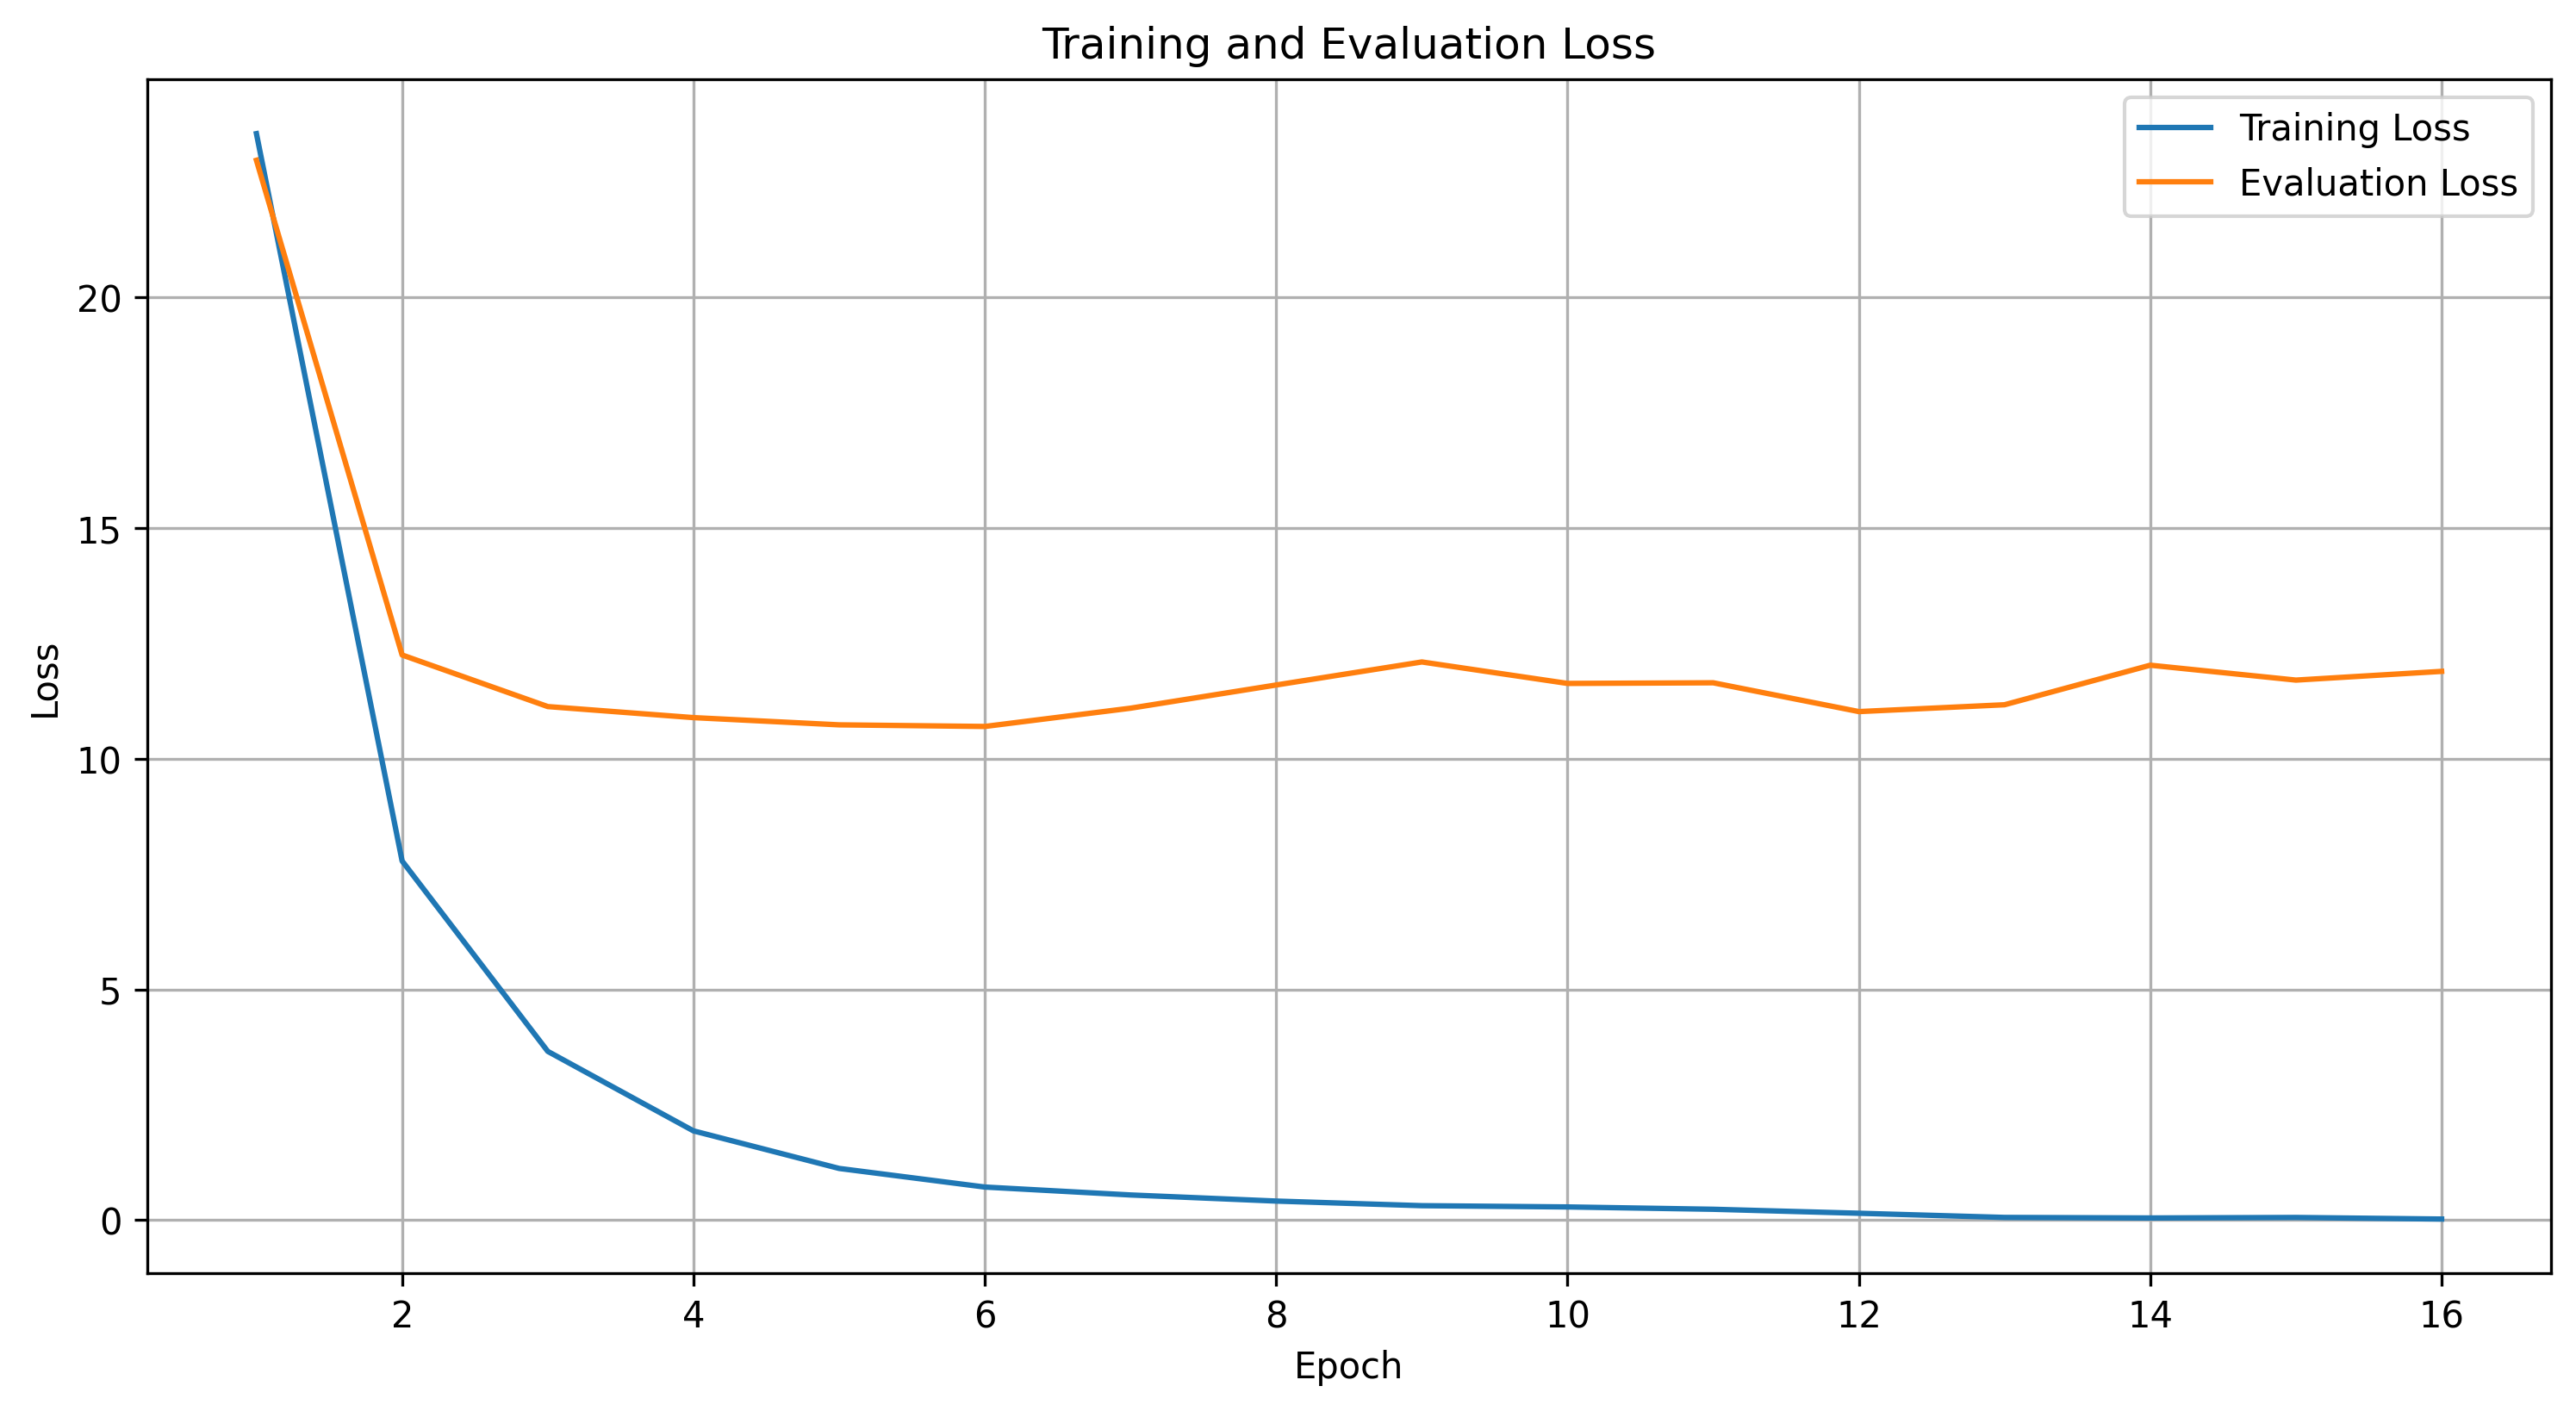 Training and Evaluation Loss
Training Loss
Evaluation Loss
20
15
10
5
0
Loss
2 4 6 8 10 12 14 16
Epoch